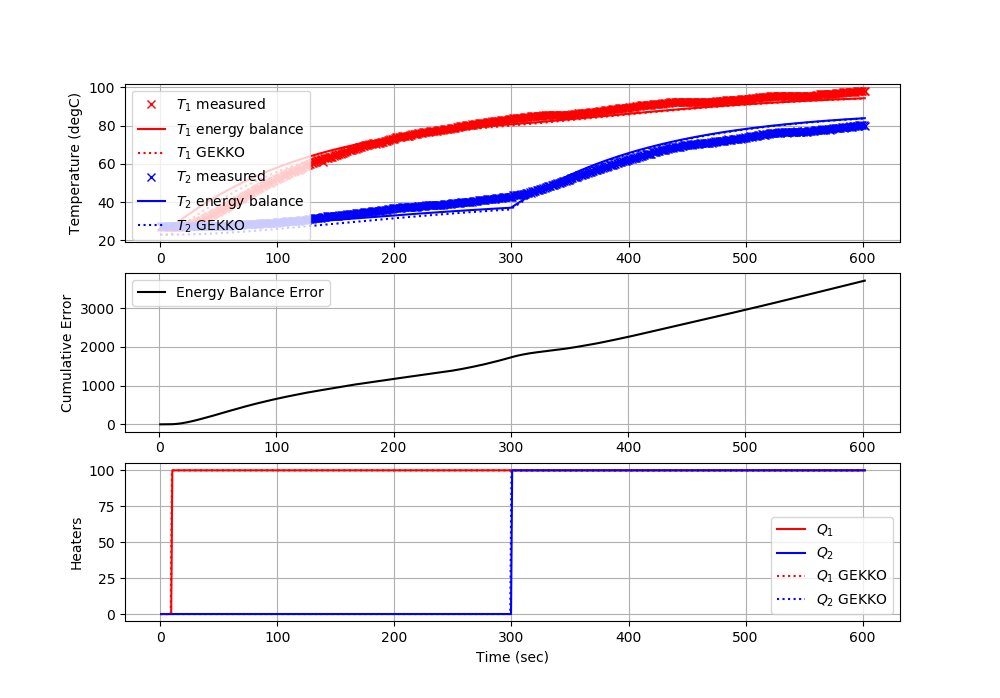 Temperature (degC)
100
80
60
40
20
T1 measured
T1 energy balance
T1 GEKKO
T2 measured
T2 energy balance
T2 GEKKO
0 100 200 300 400 500 600
Cumulative Error
3000
2000
1000
0
Energy Balance Error
0 100 200 300 400 500 600
Heaters
100
75
50
25
0
Q1
Q2
Q1 GEKKO
Q2 GEKKO
0 100 200 300 400 500 600
Time (sec)